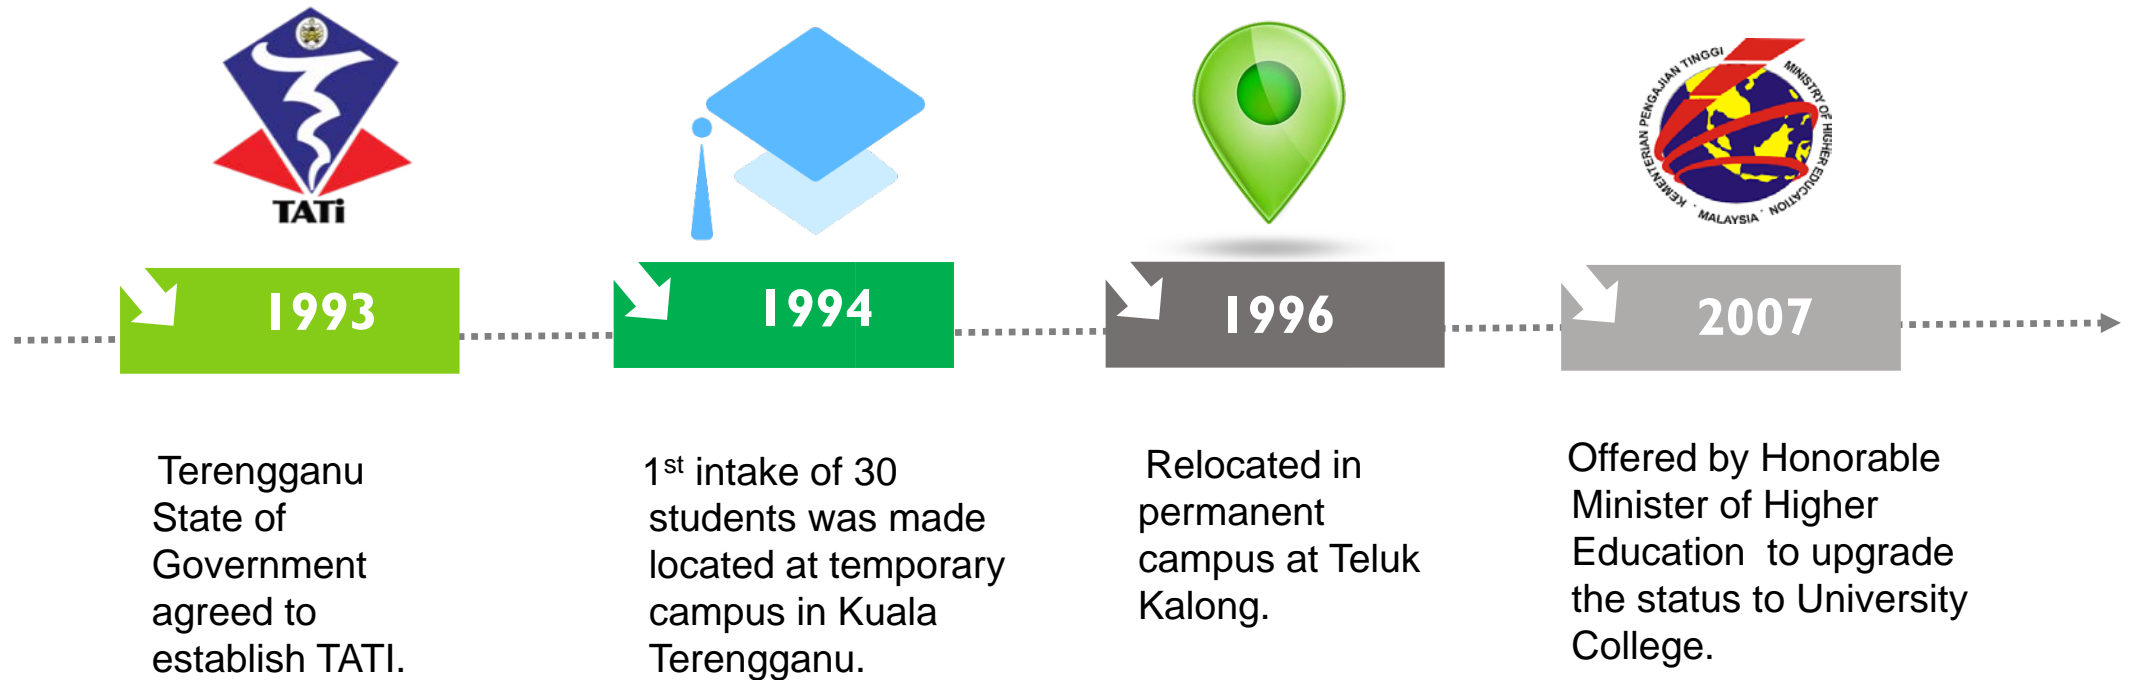 TATi
KEMENTERIAN PENGAJIAN TINGGI
MINISTRY OF HIGHER EDUCATION
· MALAYSIA ·
1993
1994
1996
2007
Terengganu
State of
Government
agreed to
establish TATI.
1st intake of 30
students was made
located at temporary
campus in Kuala
Terengganu.
Relocated in
permanent
campus at Teluk
Kalong.
Offered by Honorable
Minister of Higher
Education to upgrade
the status to University
College.